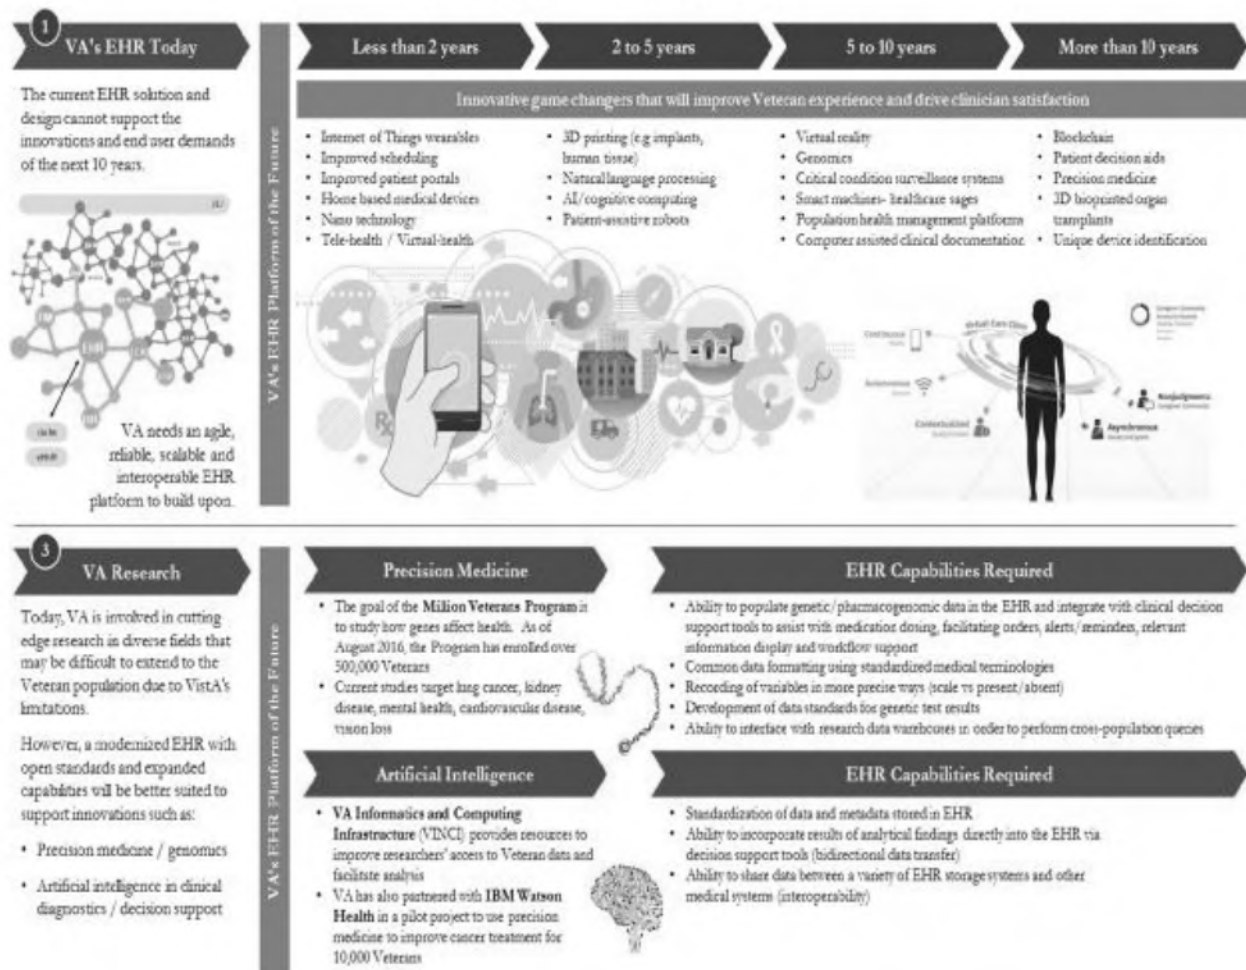 1
VA's EHR Today
The current EHR solution and
design cannot support the
innovations and end user demands
of the next 10 years.
EHR
VA needs an agile,
reliable, scalable and
interoperable EHR
platform to build upon.
VA's EHR Platform of the Future
Less than 2 years
2 to 5 years
5 to 10 years
More than 10 years
Innovative game changers that will improve Veteran experience and drive clinician satisfaction
• Internet of Things wearables
• Improved scheduling
• Improved patient portals
• Home based medical devices
• Nano technology
• Tele-health / Virtual-health
• 3D printing (e.g implants,
human tissue)
• Natural language processing
• AI/cognitive computing
• Patient-assistive robots
• Virtual reality
• Genomics
• Critical condition surveillance systems
• Smart machines- healthcare sages
• Population health management platforms
• Computer assisted clinical documentation
• Blockchain
• Patient decision aids
• Precision medicine
• 3D bioprinted organ
transplants
• Unique device identification
Rx
Virtual Care Clinic
Continuous
Autonomous
Contextualized
Nonjudgmental
Asynchronous
3
VA Research
Today, VA is involved in cutting
edge research in diverse fields that
may be difficult to extend to the
Veteran population due to VistA's
limitations.
However, a modernized EHR with
open standards and expanded
capabilities will be better suited to
support innovations such as:
• Precision medicine / genomics
• Artificial intelligence in clinical
diagnostics / decision support
VA's EHR Platform of the Future
Precision Medicine
• The goal of the Million Veterans Program is
to study how genes affect health. As of
August 2016, the Program has enrolled over
500,000 Veterans
• Current studies target lung cancer, kidney
disease, mental health, cardiovascular disease,
vision loss
EHR Capabilities Required
• Ability to populate genetic/pharmacogenomic data in the EHR and integrate with clinical decision
support tools to assist with medication dosing, facilitating orders, alerts/reminders, relevant
information display and workflow support
• Common data formatting using standardized medical terminologies
• Recording of variables in more precise ways (scale vs present/absent)
• Development of data standards for genetic test results
• Ability to interface with research data warehouses in order to perform cross-population queries
Artificial Intelligence
• VA Informatics and Computing
Infrastructure (VINCI) provides resources to
improve researchers' access to Veteran data and
facilitate analysis
• VA has also partnered with IBM Watson
Health in a pilot project to use precision
medicine to improve cancer treatment for
10,000 Veterans
EHR Capabilities Required
• Standardization of data and metadata stored in EHR
• Ability to incorporate results of analytical findings directly into the EHR via
decision support tools (bidirectional data transfer)
• Ability to share data between a variety of EHR storage systems and other
medical systems (interoperability)